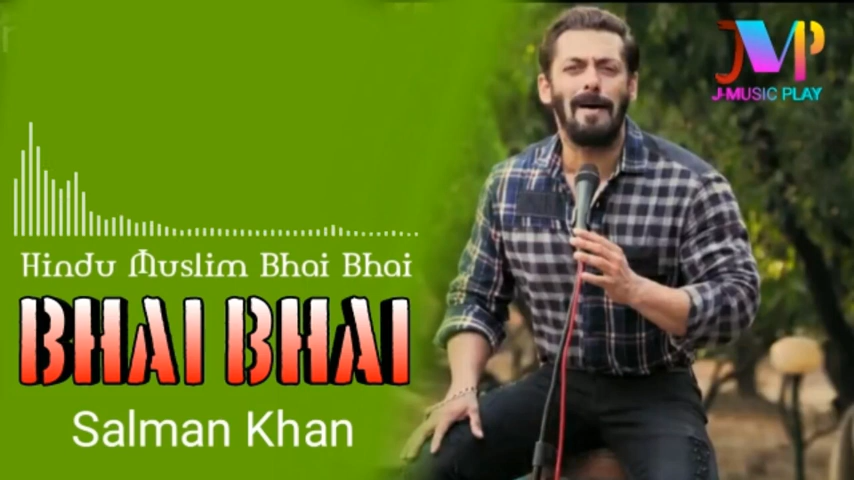 JMP
J-MUSIC PLAY
Hindu Muslim Bhai Bhai
BHAI BHAI
Salman Khan